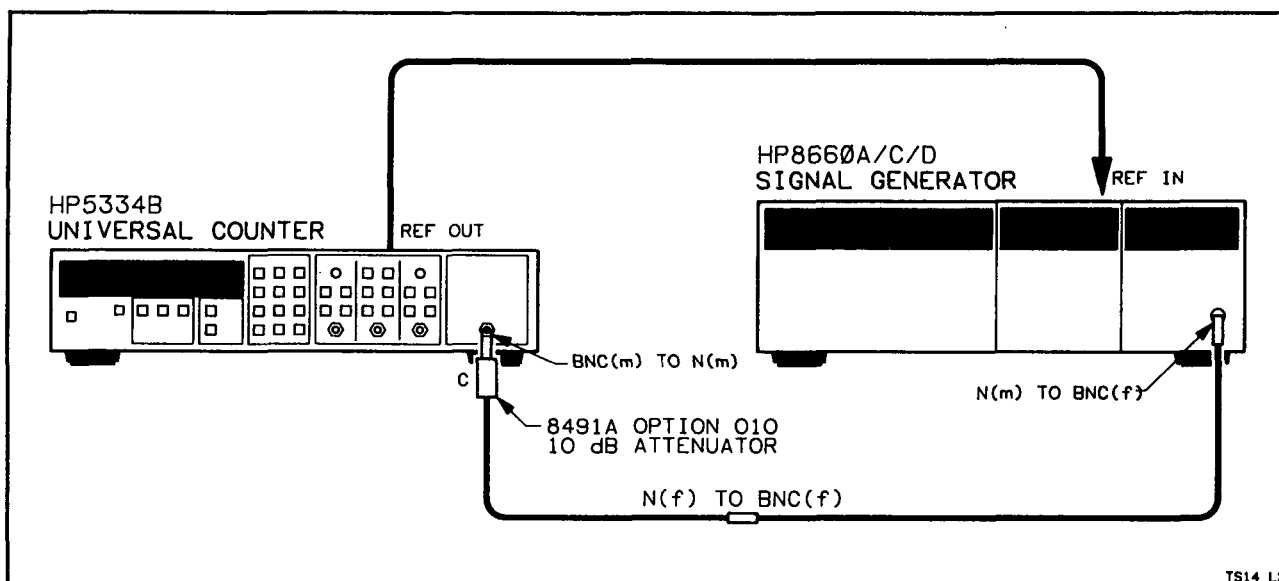 HP8660A/C/D
SIGNAL GENERATOR
REF IN
HP5334B
UNIVERSAL COUNTER
REF OUT
BNC(m) TO N(m)
C
N(m) TO BNC(f)
8491A OPTION 010
10 dB ATTENUATOR
N(f) TO BNC(f)